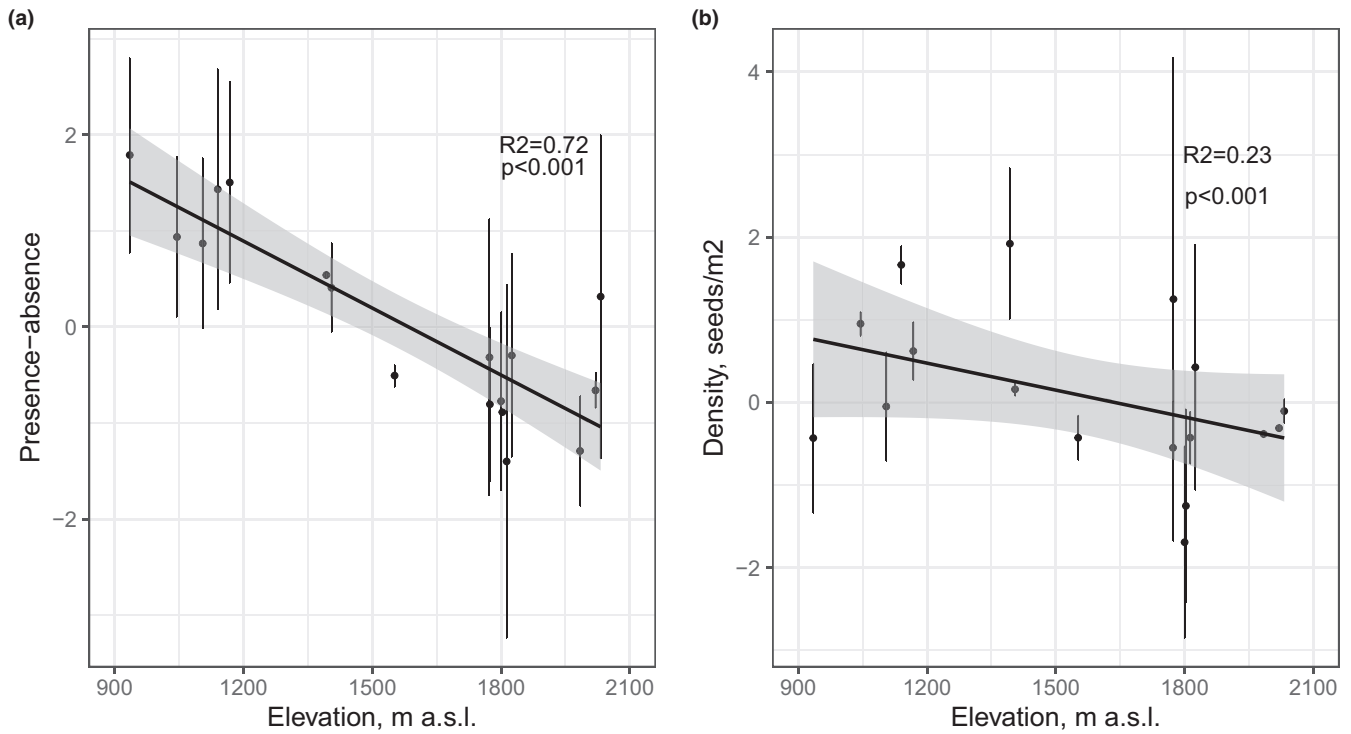 (a)
Presence−absence
2
0
−2
R2=0.72
p<0.001
900 1200 1500 1800 2100
Elevation, m a.s.l.
(b)
Density, seeds/m2
4
2
0
−2
R2=0.23
p<0.001
900 1200 1500 1800 2100
Elevation, m a.s.l.